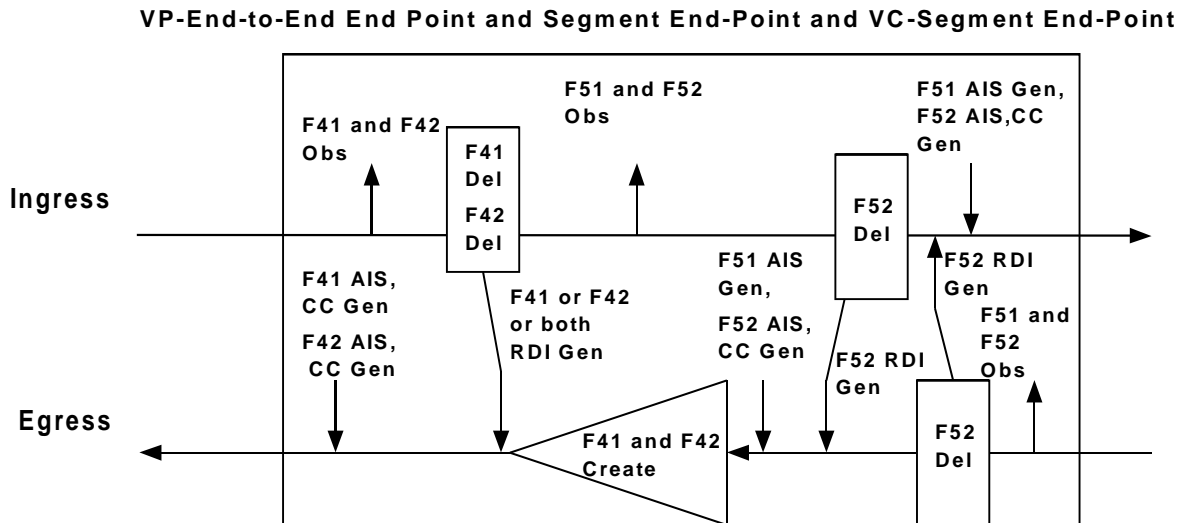 VP-End-to-End End Point and Segment End-Point and VC-Segment End-Point
F41 and F42
Obs
F41
Del
F42
Del
F51 and F52
Obs
F51 AIS Gen,
F52 AIS,CC
Gen
Ingress
F52
Del
F41 AIS,
CC Gen
F42 AIS,
CC Gen
F41 or F42
or both
RDI Gen
F51 AIS
Gen,
F52 AIS,
CC Gen
F52 RDI
Gen
F52 RDI
Gen
F51 and
F52
Obs
Egress
F41 and F42
Create
F52
Del